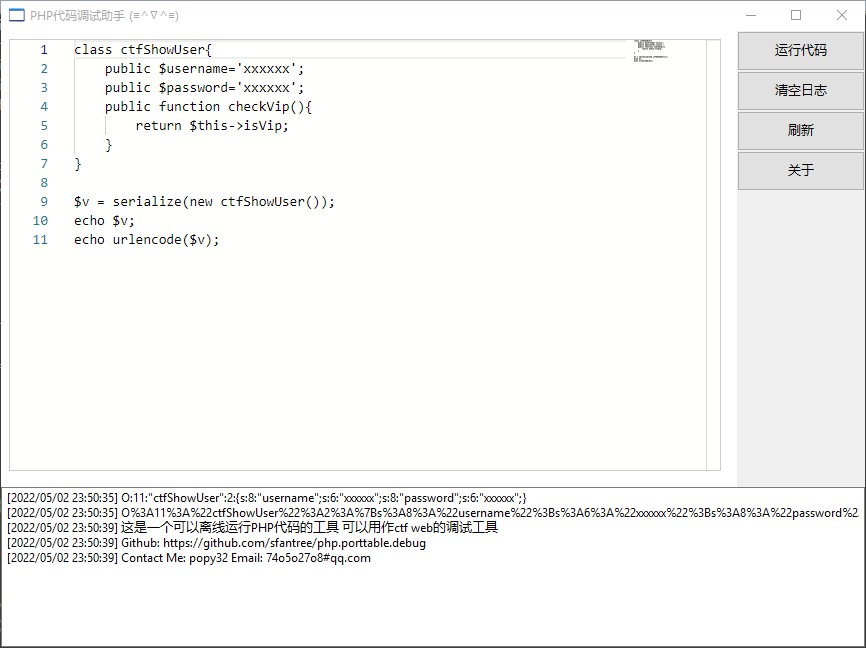 PHP代码调试助手 (≡^∇^≡)
1 class ctfShowUser{
2 public $username='xxxxxx';
3 public $password='xxxxxx';
4 public function checkVip(){
5 return $this->isVip;
6 }
7 }
8
9 $v = serialize(new ctfShowUser());
10 echo $v;
11 echo urlencode($v);
运行代码
清空日志
刷新
关于
[2022/05/02 23:50:35] O:11:"ctfShowUser":2:{s:8:"username";s:6:"xxxxxx";s:8:"password";s:6:"xxxxxx";}
[2022/05/02 23:50:35] O%3A11%3A%22ctfShowUser%22%3A2%3A%7Bs%3A8%3A%22username%22%3Bs%3A6%3A%22xxxxxx%22%3Bs%3A8%3A%22password%22
[2022/05/02 23:50:39] 这是一个可以离线运行PHP代码的工具 可以用作ctf web的调试工具
[2022/05/02 23:50:39] Github: https://github.com/sfantree/php.porttable.debug
[2022/05/02 23:50:39] Contact Me: popy32 Email: 74o5o27o8#qq.com